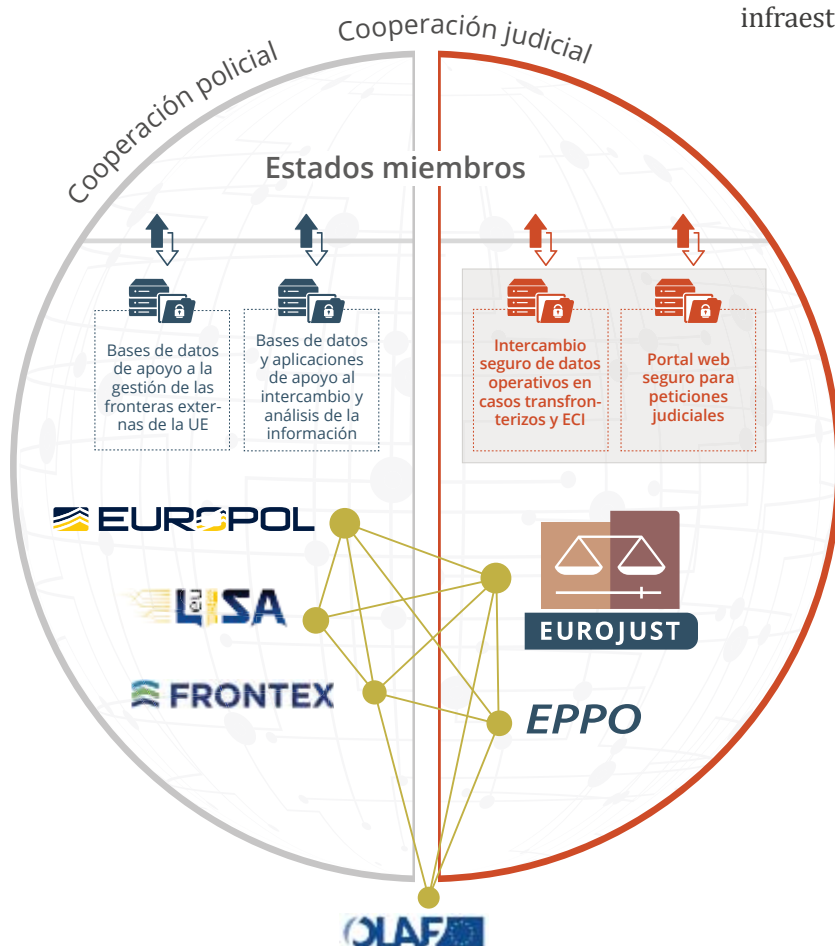 infraest
Cooperación policial
Cooperación judicial
Estados miembros
Bases de datos
de apoyo a la
gestión de las
fronteras exter-
nas de la UE
Bases de datos
y aplicaciones
de apoyo al
intercambio y
análisis de la
información
Intercambio
seguro de datos
operativos en
casos transfron-
terizos y ECI
Portal web
seguro para
peticiones
judiciales
EUROPOL
eu LISA
FRONTEX
EUROJUST
EPPO
OLAF